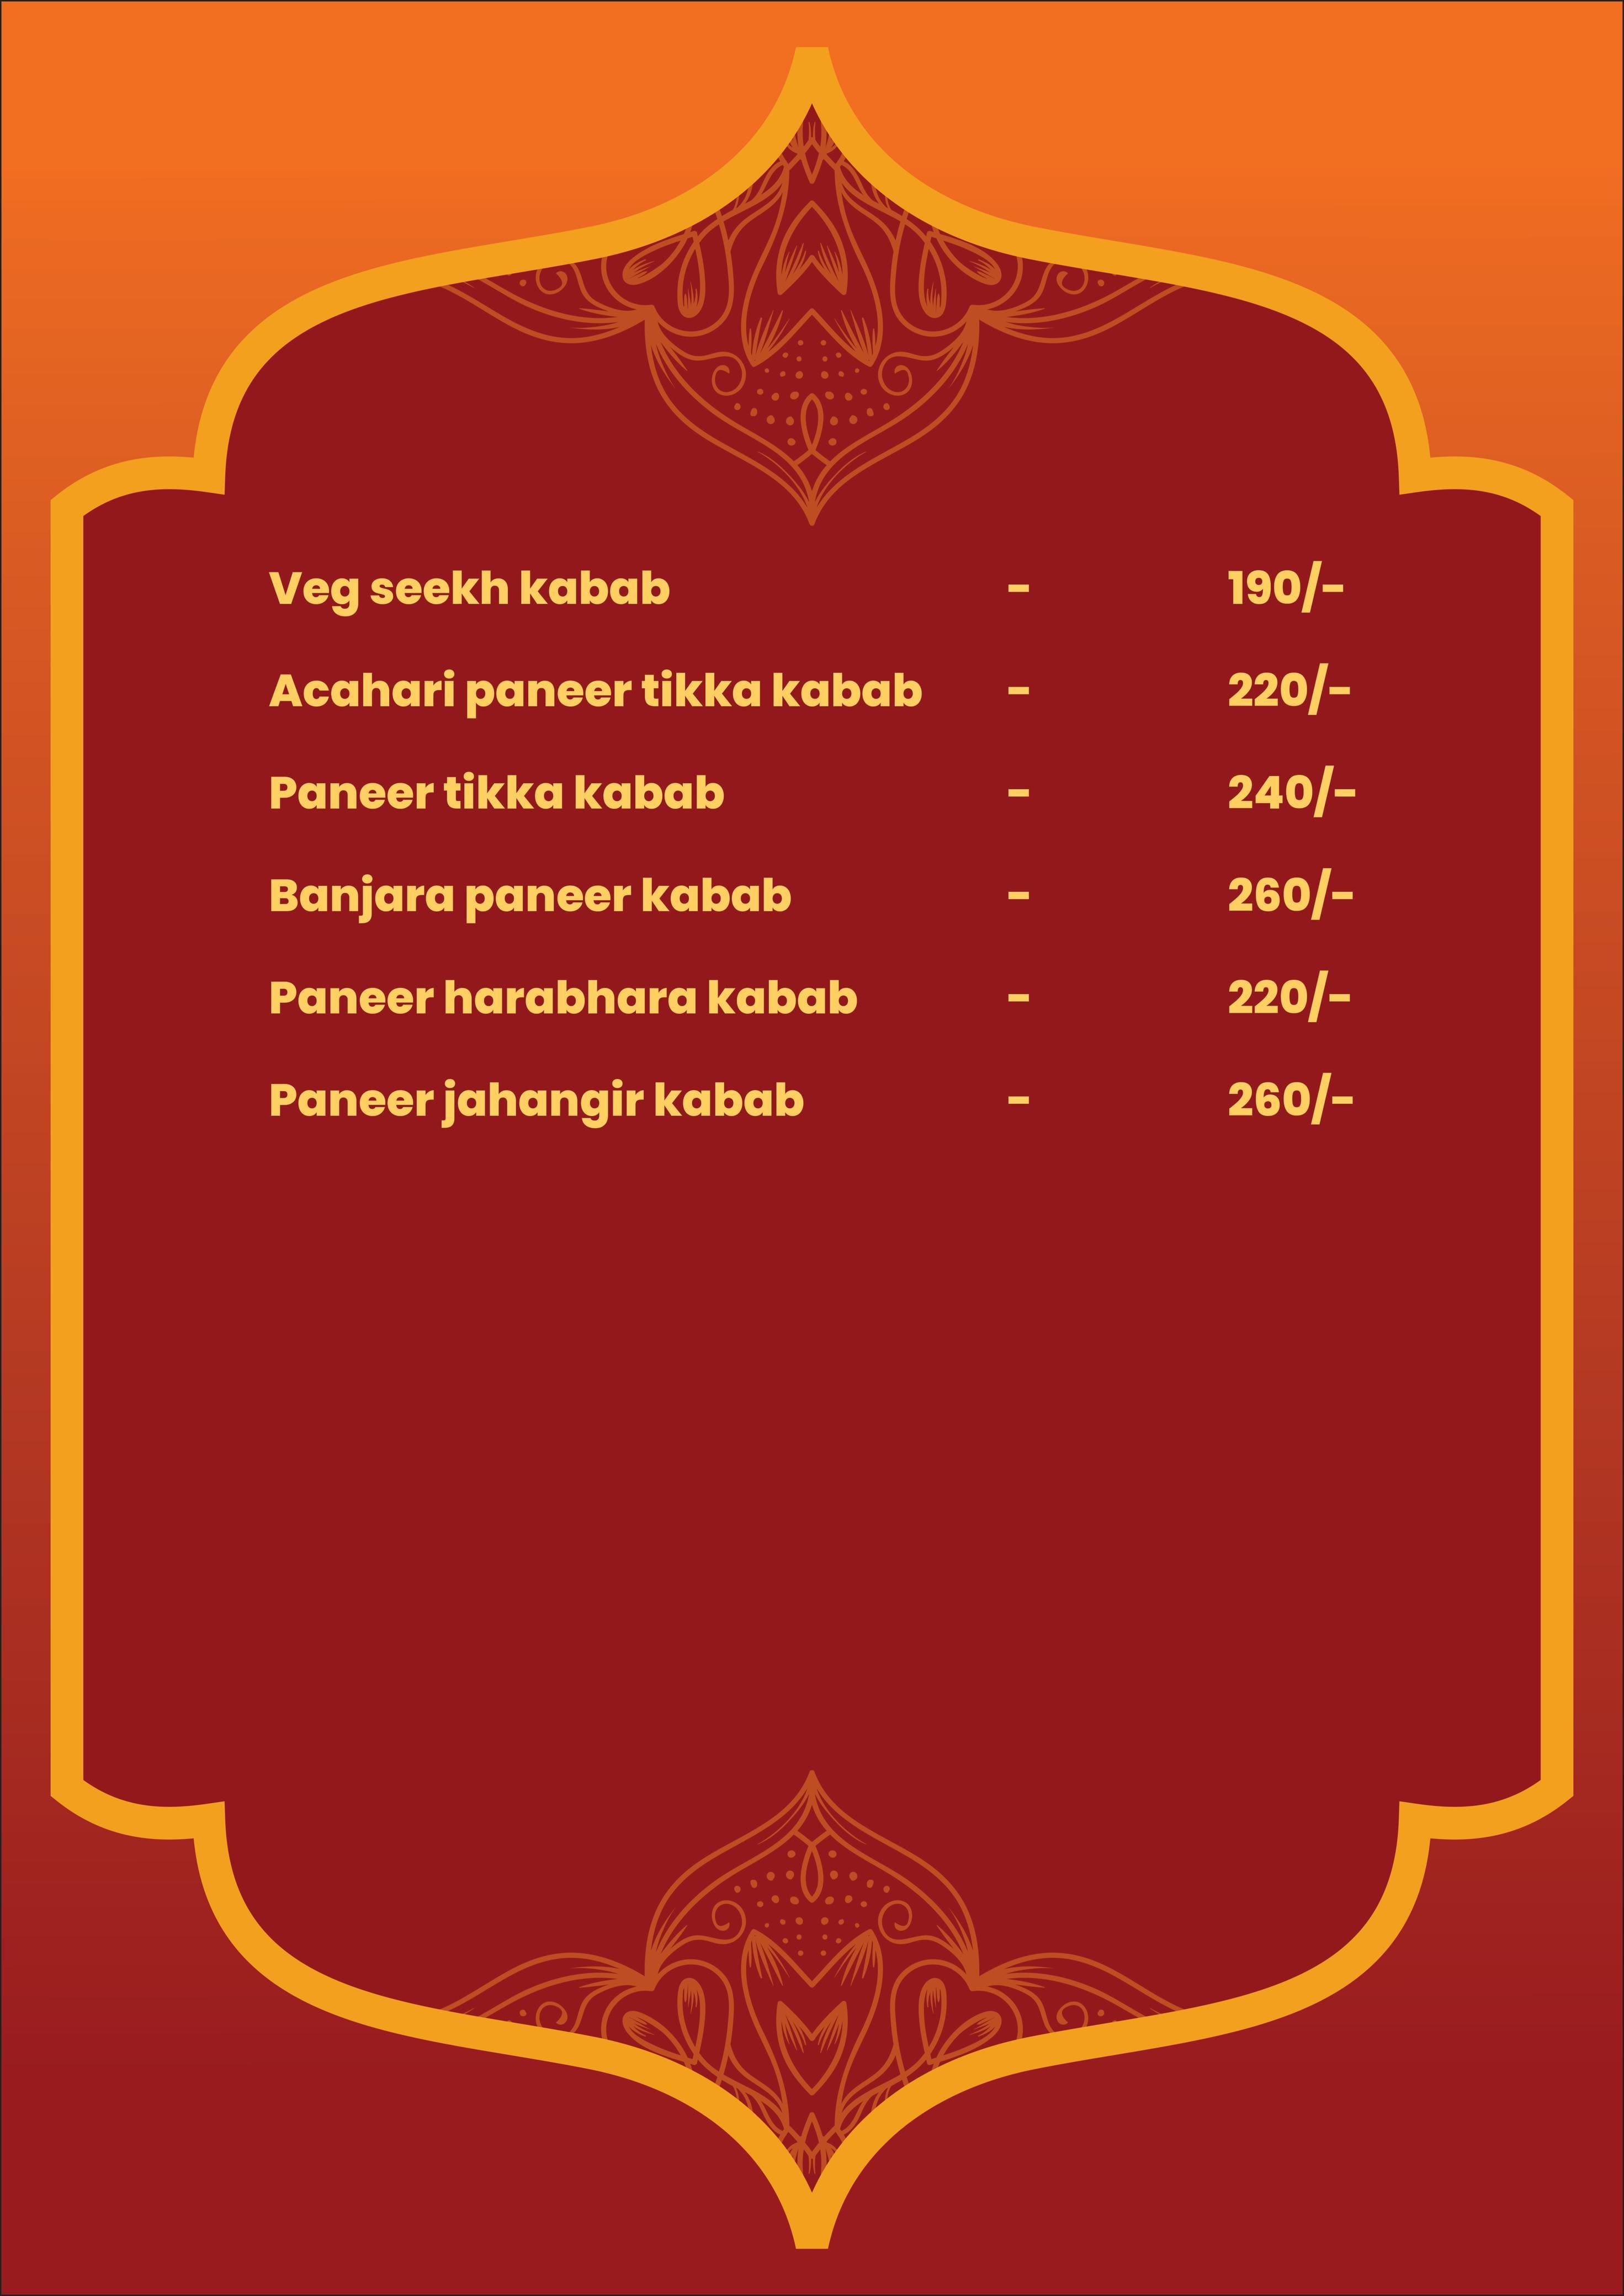 Veg seekh kabab - 190/-
Acahari paneer tikka kabab - 220/-
Paneer tikka kabab - 240/-
Banjara paneer kabab - 260/-
Paneer harabhara kabab - 220/-
Paneer jahangir kabab - 260/-